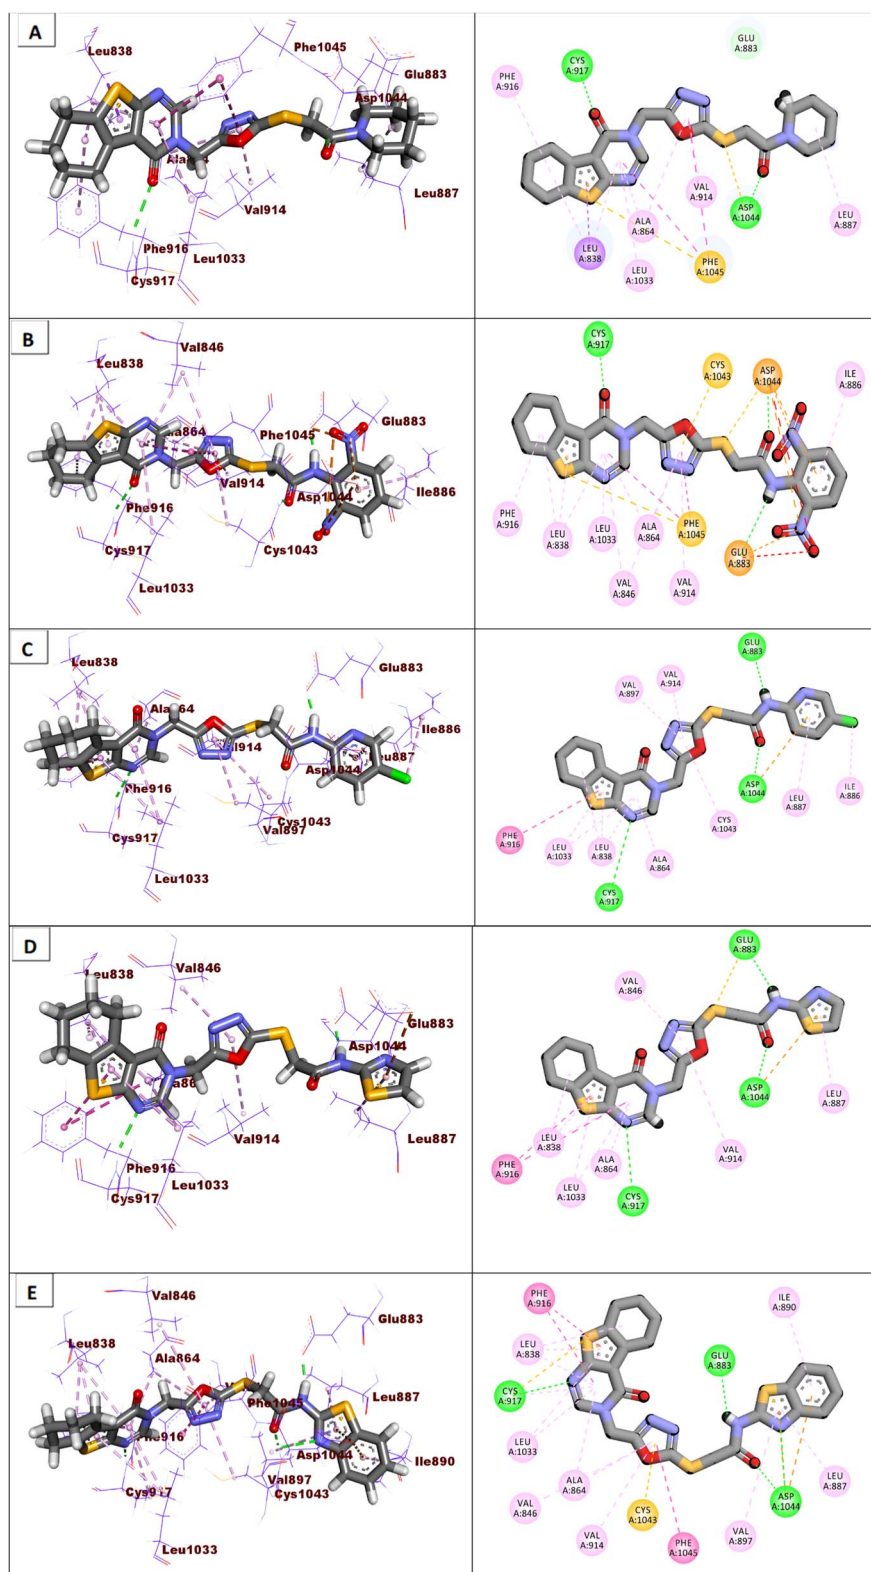 A
Leu838
Phe1045
Glu883
Asp1044
Val914
Leu887
Phe916
Leu1033
Cys917
GLU
A:883
CYS
A:917
PHE
A:916
VAL
A:914
ASP
A:1044
LEU
A:887
ALA
A:864
LEU
A:838
LEU
A:1033
PHE
A:1045
B
Val846
Leu838
Glu883
Phe1045
Val914
Asp1044
Ile886
Phe916
Cys917
Cys1043
Leu1033
CYS
A:917
CYS
A:1043
ASP
A:1044
ILE
A:886
PHE
A:916
LEU
A:838
LEU
A:1033
ALA
A:864
PHE
A:1045
GLU
A:883
VAL
A:846
VAL
A:914
C
Leu838
Glu883
Ile886
Asp1044
Phe916
Cys1043
Cys917
Val897
Leu1033
GLU
A:883
VAL
A:914
VAL
A:897
ASP
A:1044
LEU
A:887
ILE
A:886
PHE
A:916
CYS
A:1043
LEU
A:1033
LEU
A:838
ALA
A:864
CYS
A:917
D
Val846
Glu883
Asp1044
Val914
Leu887
Phe916
Leu1033
Cys917
GLU
A:883
VAL
A:846
ASP
A:1044
LEU
A:887
LEU
A:838
ALA
A:864
VAL
A:914
PHE
A:916
LEU
A:1033
CYS
A:917
E
Val846
Glu883
Leu838
Ala864
Leu887
Phe1045
Asp1044
Ile890
Val897
Cys1043
Leu1033
PHE
A:916
ILE
A:890
LEU
A:838
GLU
A:883
CYS
A:917
LEU
A:1033
ALA
A:864
LEU
A:887
ASP
A:1044
VAL
A:846
CYS
A:1043
VAL
A:897
VAL
A:914
PHE
A:1045